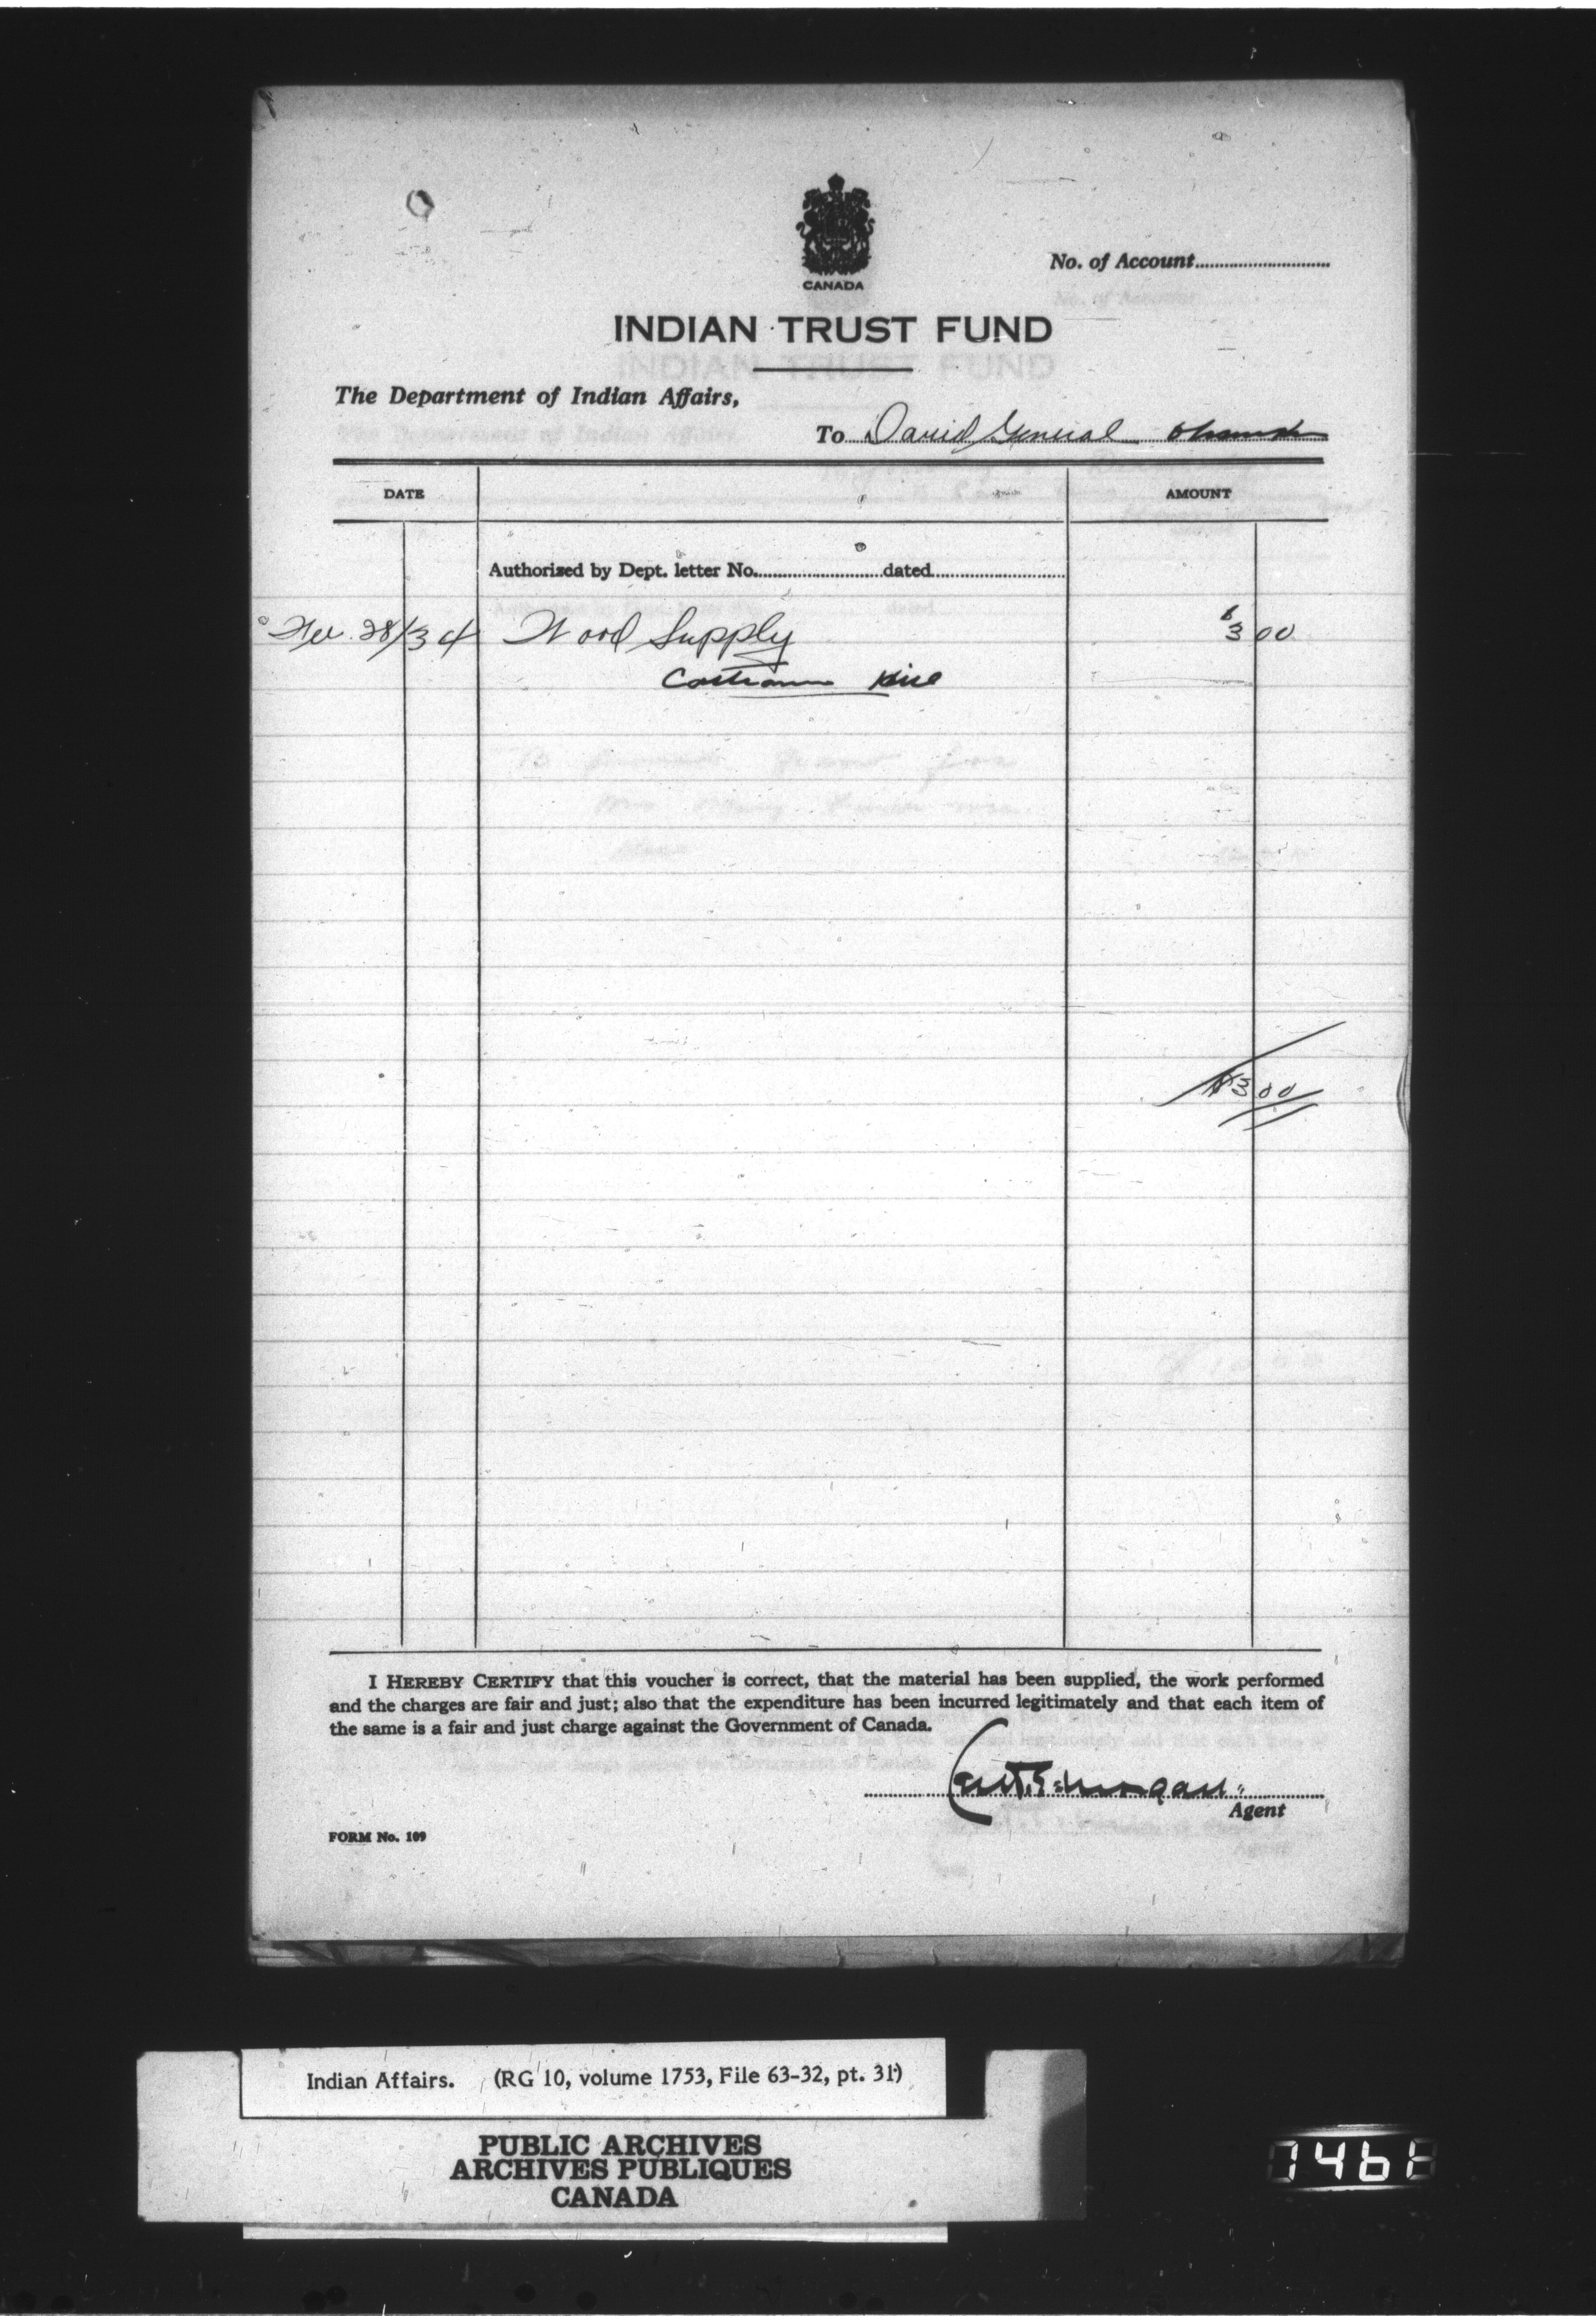 CANADA
No. of Account
INDIAN TRUST FUND
The Department of Indian Affairs,
To David General Ohsweken
DATE AMOUNT
Authorized by Dept. letter No. dated
Feb. 28/34 Wood Supply $3 00
$3 00
I HEREBY CERTIFY that this voucher is correct, that the material has been supplied, the work performed
and the charges are fair and just; also that the expenditure has been incurred legitimately and that each item of
the same is a fair and just charge against the Government of Canada.
Morgan
Agent
FORM No. 109
Indian Affairs. (RG 10, volume 1753, File 63-32, pt. 31)
PUBLIC ARCHIVES
ARCHIVES PUBLIQUES
CANADA